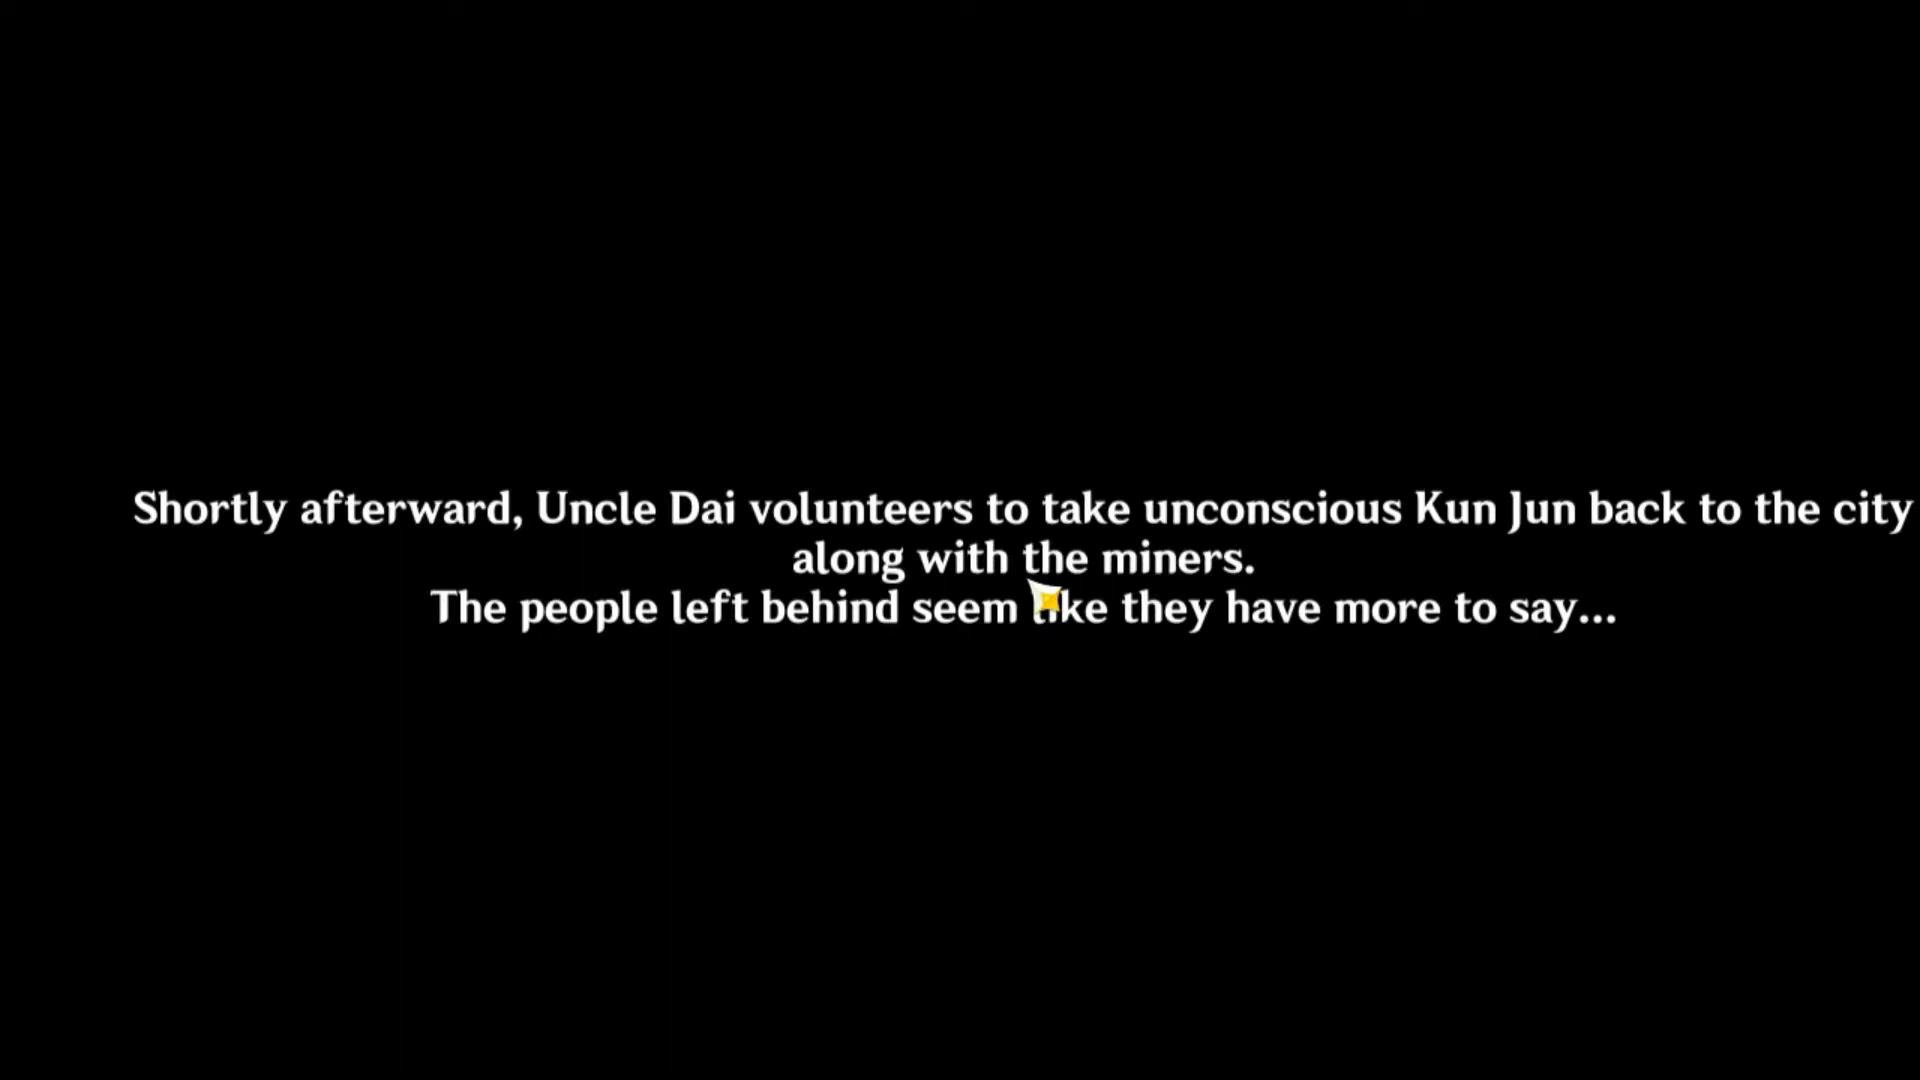 Shortly afterward, Uncle Dai volunteers to take unconscious Kun Jun back to the city
along with the miners.
The people left behind seem like they have more to say...